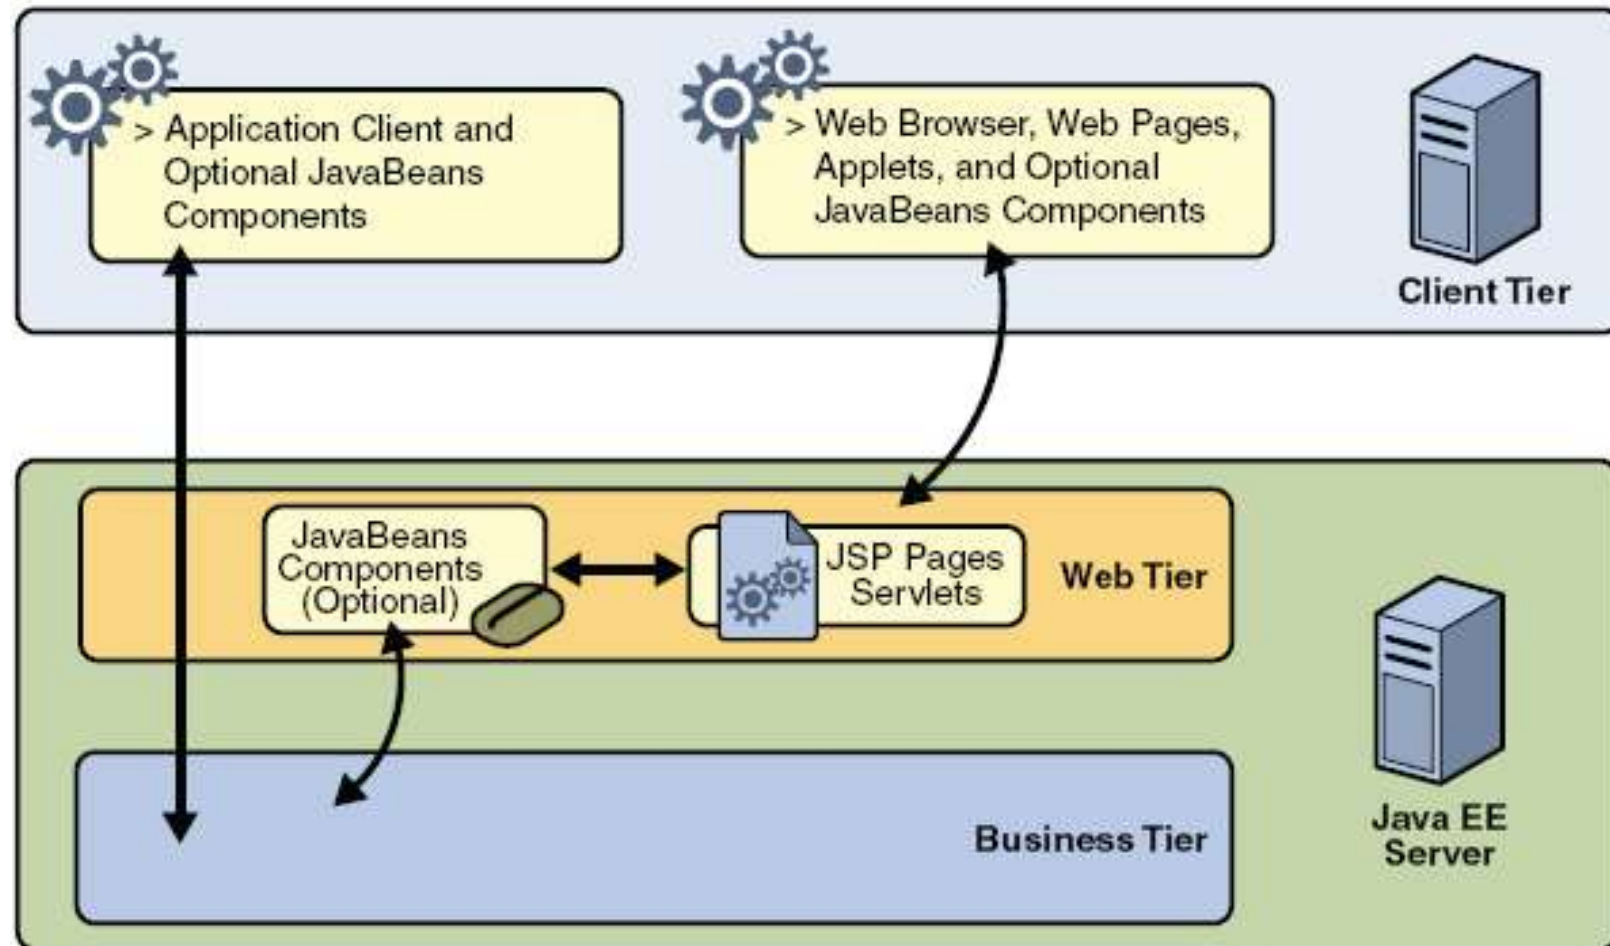 > Application Client and
Optional JavaBeans
Components
> Web Browser, Web Pages,
Applets, and Optional
JavaBeans Components
Client Tier
JavaBeans
Components
(Optional)
JSP Pages
Servlets
Web Tier
Business Tier
Java EE
Server